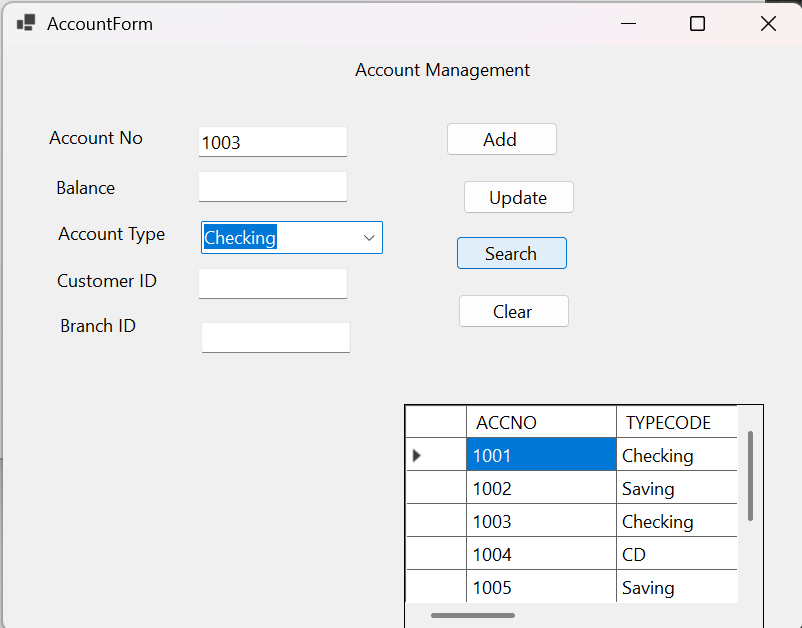 AccountForm
Account Management
Account No 1003 Add
Balance Update
Account Type Checking Search
Customer ID
Branch ID Clear
ACCNO TYPECODE
1001 Checking
1002 Saving
1003 Checking
1004 CD
1005 Saving